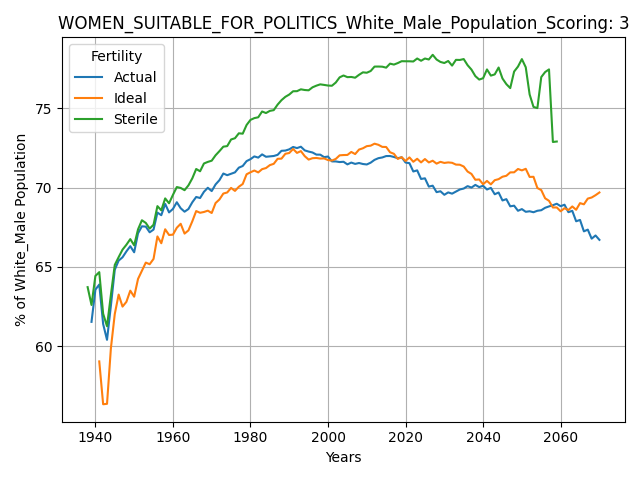 WOMEN_SUITABLE_FOR_POLITICS_White_Male_Population_Scoring: 3
Fertility
Actual
Ideal
Sterile
% of White_Male Population
75
70
65
60
1940
1960
1980
2000
2020
2040
2060
Years